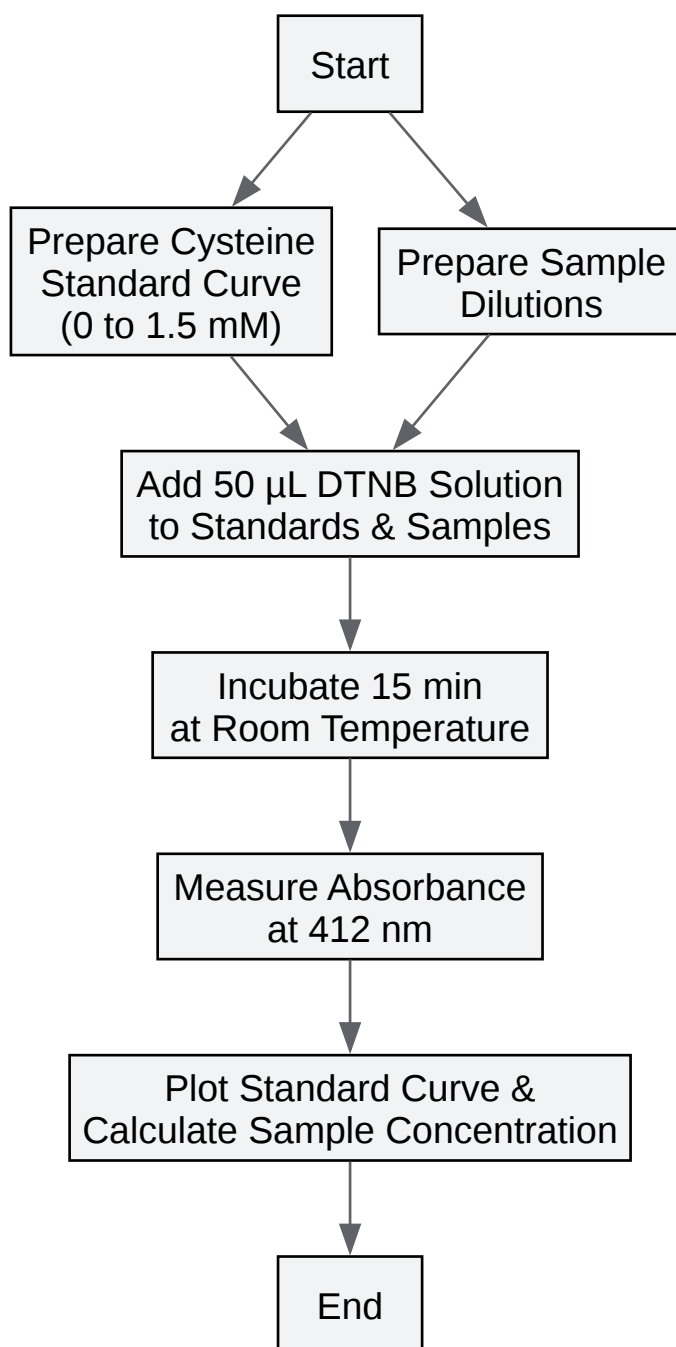 Start
Prepare Cysteine
Standard Curve
(0 to 1.5 mM)
Prepare Sample
Dilutions
Add 50 µL DTNB Solution
to Standards & Samples
Incubate 15 min
at Room Temperature
Measure Absorbance
at 412 nm
Plot Standard Curve &
Calculate Sample Concentration
End